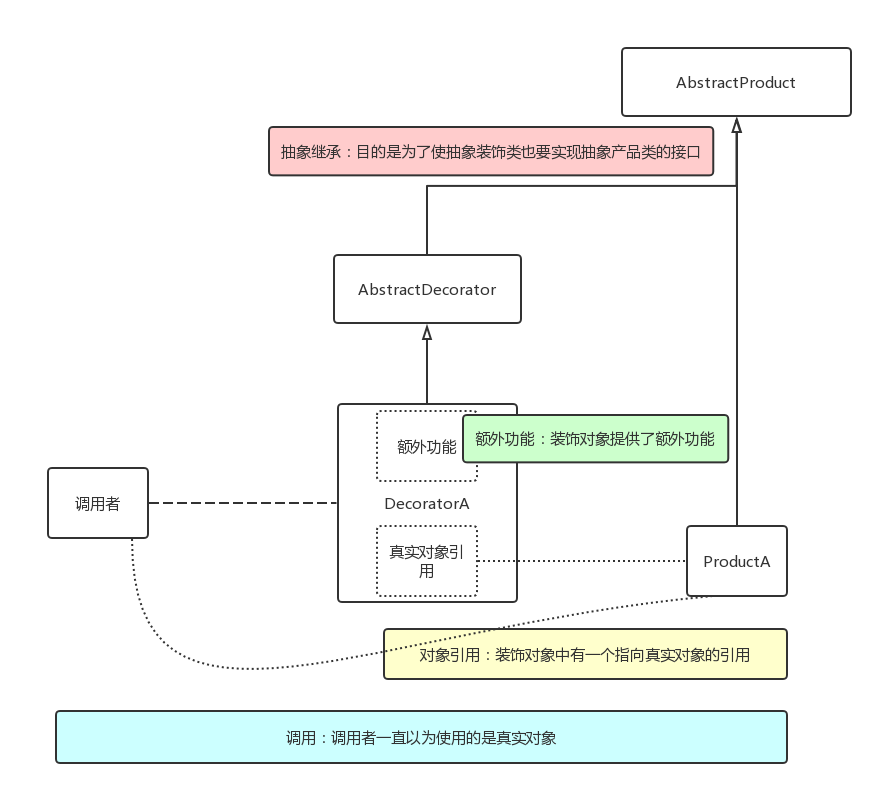 AbstractProduct
抽象继承：目的是为了使抽象装饰类也要实现抽象产品类的接口
AbstractDecorator
额外功能
额外功能：装饰对象提供了额外功能
调用者
DecoratorA
真实对象引
用
ProductA
对象引用：装饰对象中有一个指向真实对象的引用
调用：调用者一直以为使用的是真实对象